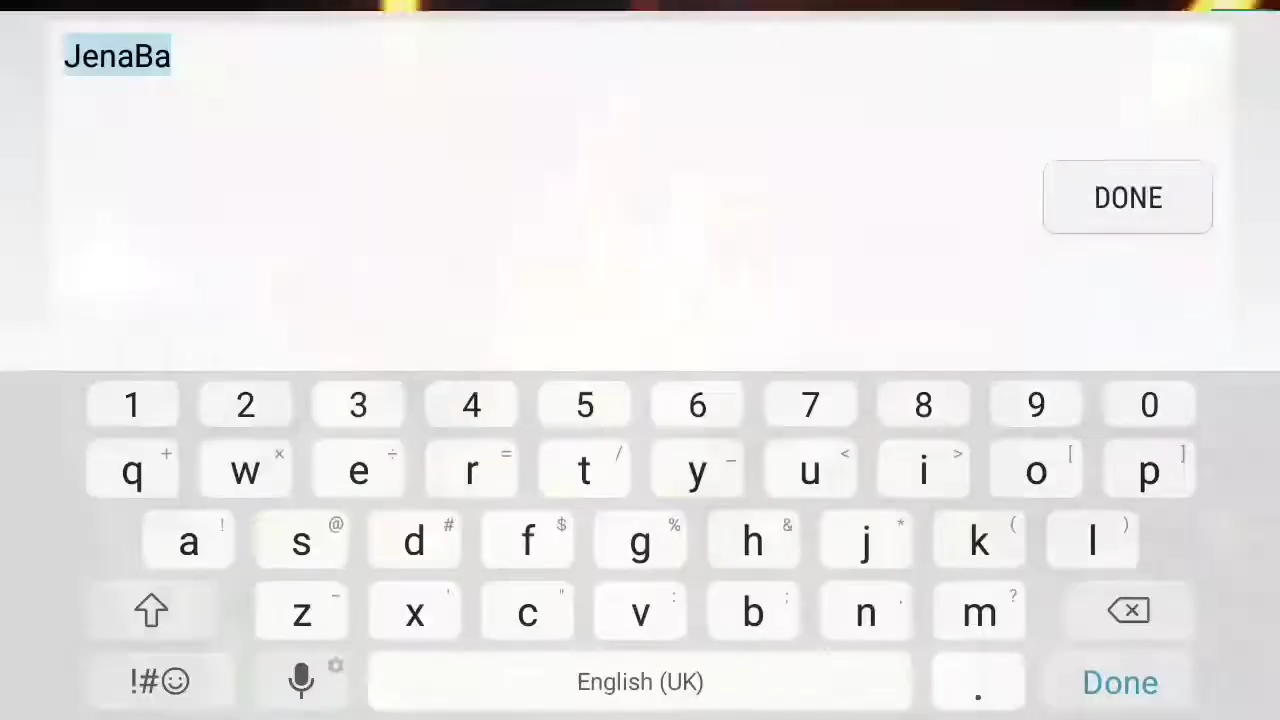 JenaBa
DONE
1 2 3 4 5 6 7 8 9 0
q + w × e ÷ r = t / y _ u < i > o [ p ]
a ! s @ d # f $ g % h & j * k ( l )
z - x ' c " v : b ; n , m ?
!#☺ English (UK) . Done